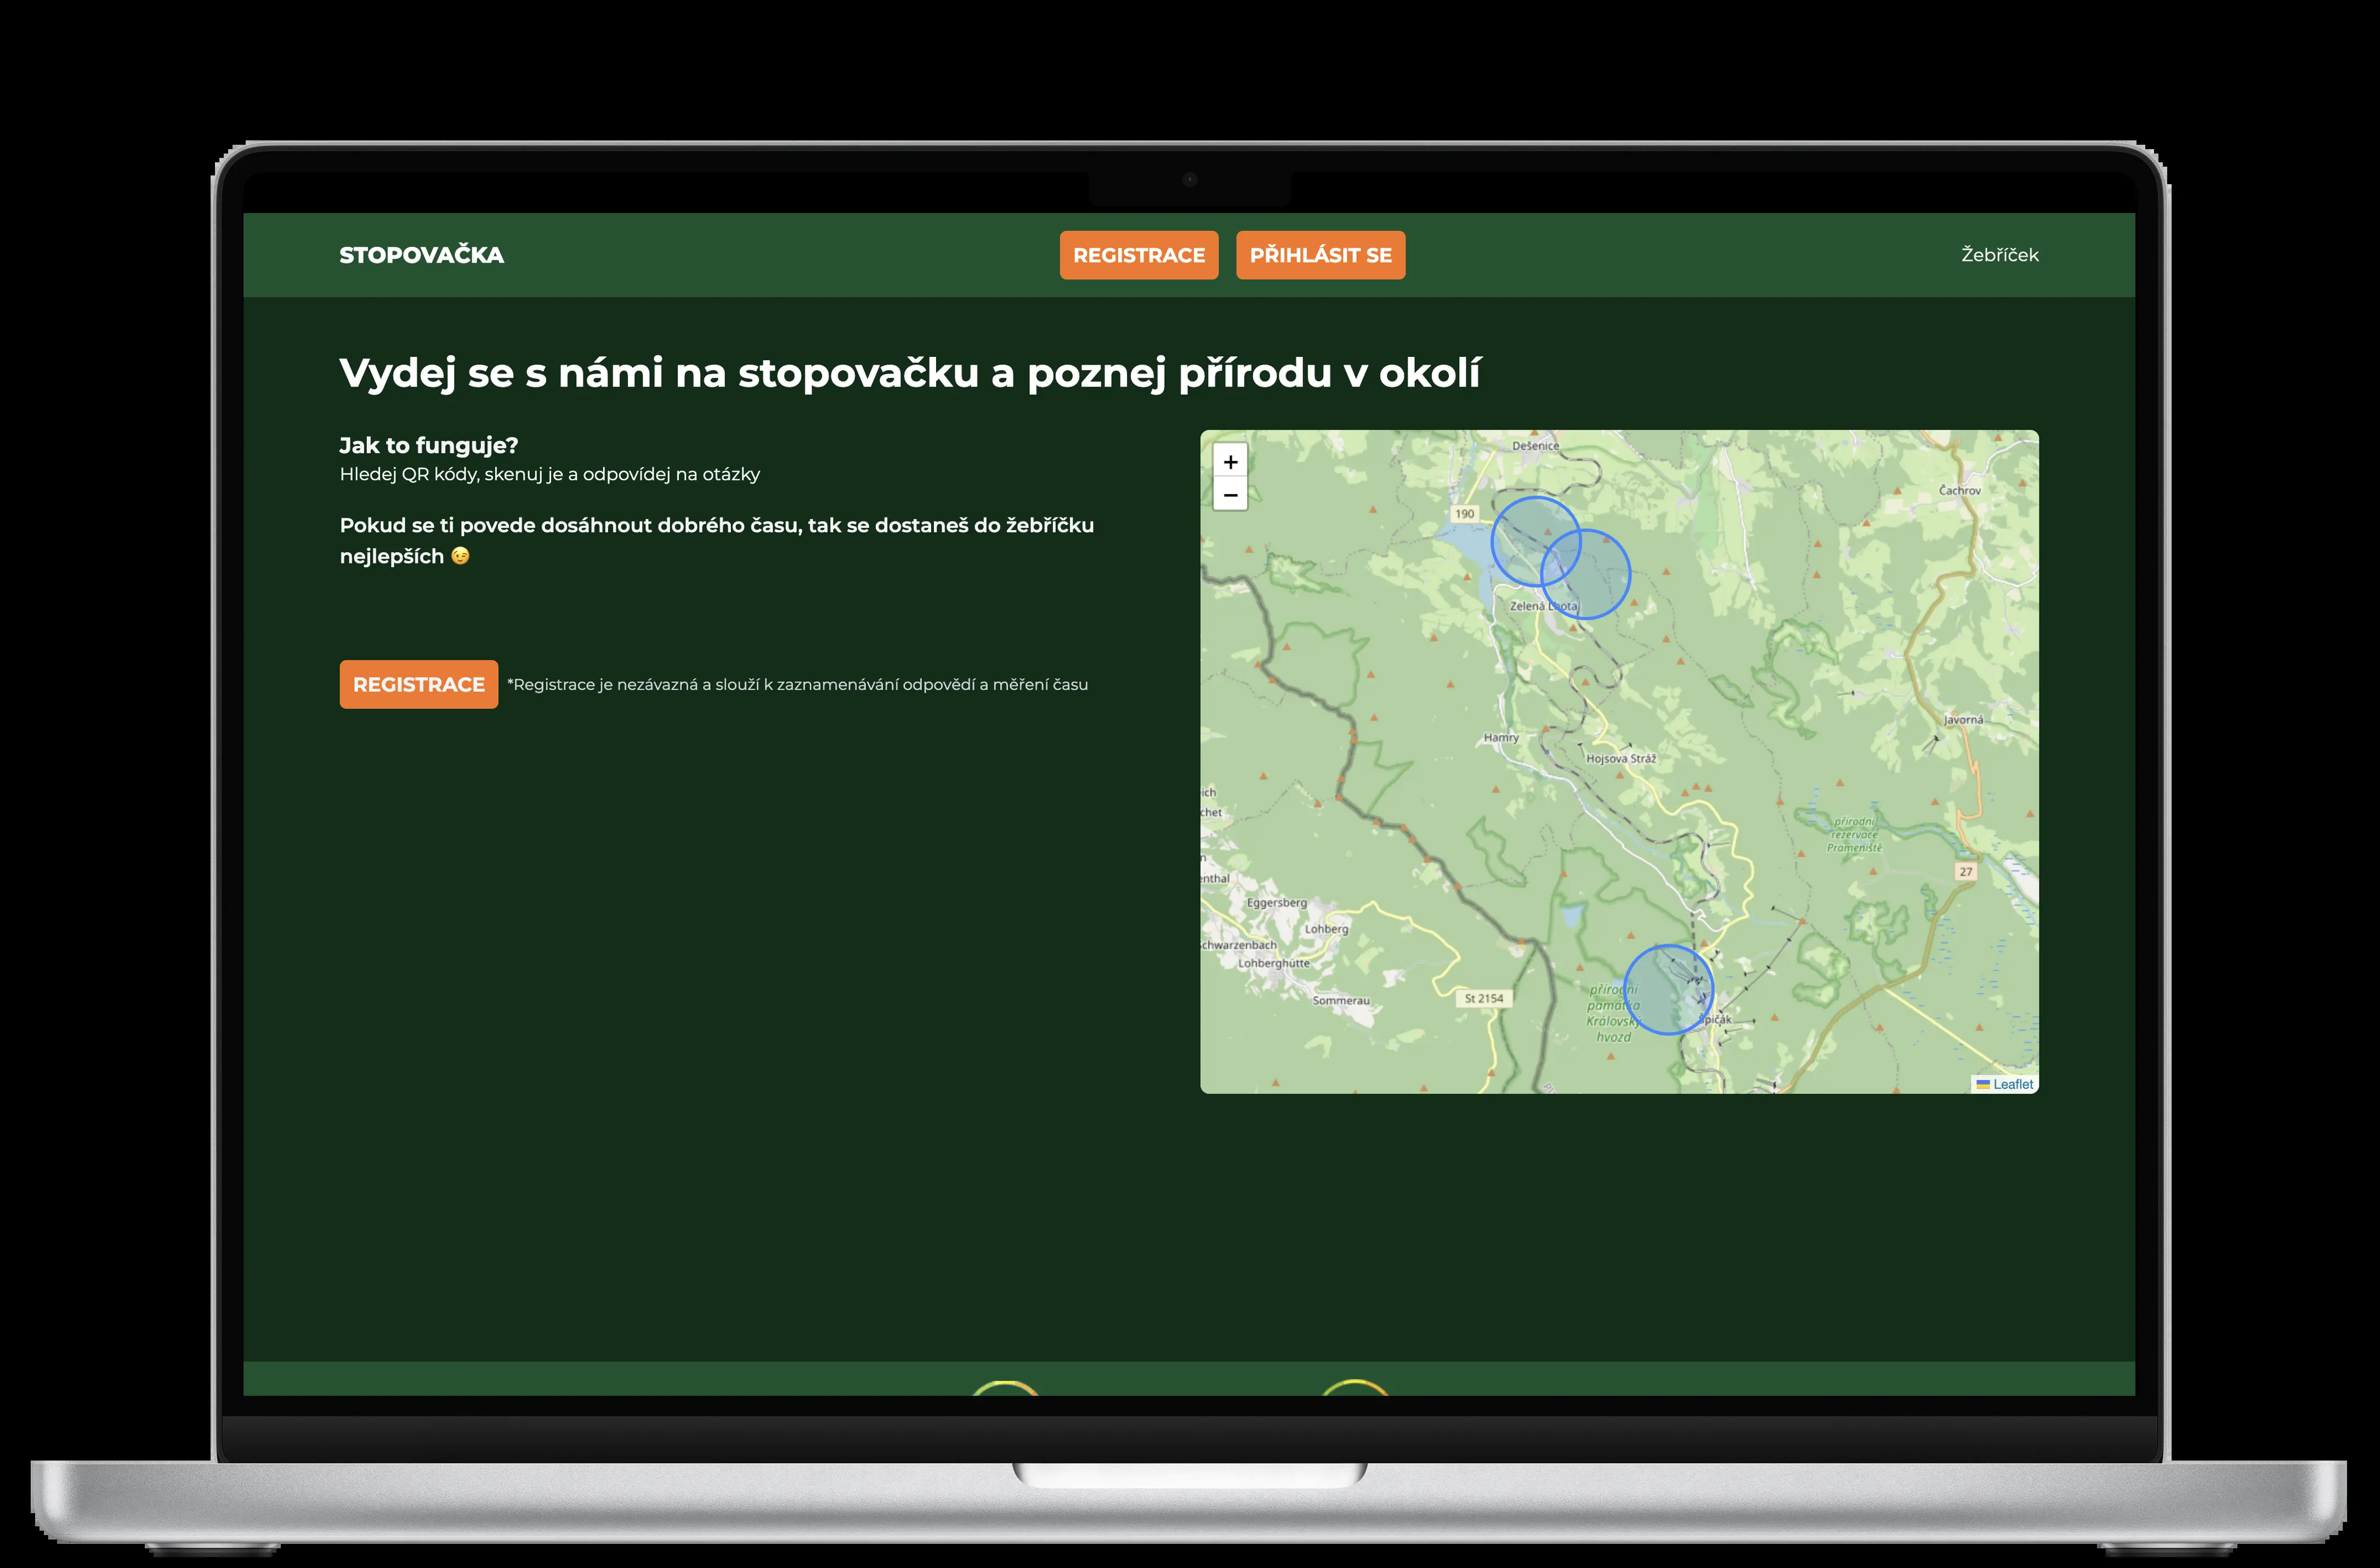 STOPOVAČKA
REGISTRACE
PŘIHLÁSIT SE
Žebříček
Vydej se s námi na stopovačku a poznej přírodu v okolí
Jak to funguje?
Hledej QR kódy, skenuj je a odpovídej na otázky
Pokud se ti povede dosáhnout dobrého času, tak se dostaneš do žebříčku
nejlepších 😉
REGISTRACE
*Registrace je nezávazná a slouží k zaznamenávání odpovědí a měření času
+
−
Dešenice
Čachrov
190
Zelená Lhota
Javorná
Hamry
Hojsova Stráž
ich
chet
přírodní
rezervace
Prameniště
27
enthal
Eggersberg
Lohberg
chwarzenbach
Lohberghütte
Sommerau
St 2154
přírodní
památka
Královský
hvozd
Špičák
Leaflet